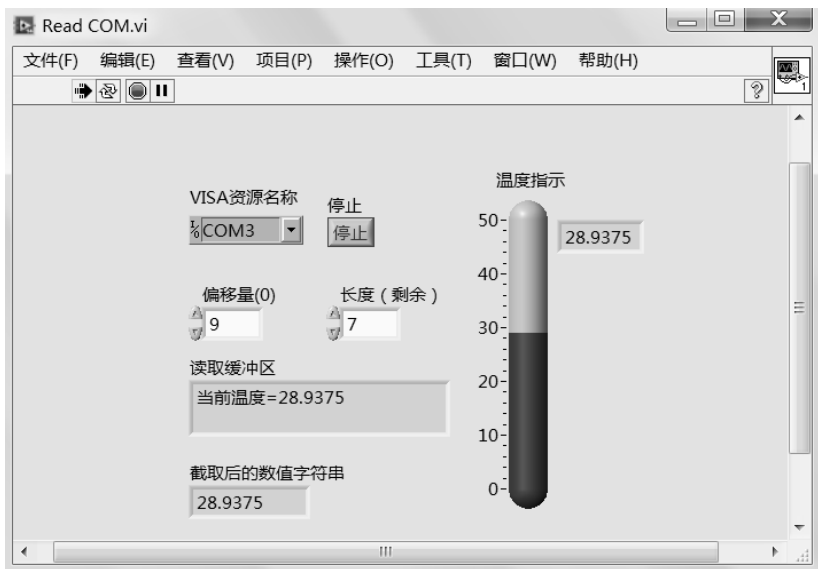 Read COM.vi
文件(F) 编辑(E) 查看(V) 项目(P) 操作(O) 工具(T) 窗口(W) 帮助(H)
1
温度指示
VISA资源名称
停止
COM3
停止
50
28.9375
40
偏移量(0)
长度（剩余）
9
7
30
读取缓冲区
当前温度=28.9375
20
10
截取后的数值字符串
28.9375
0